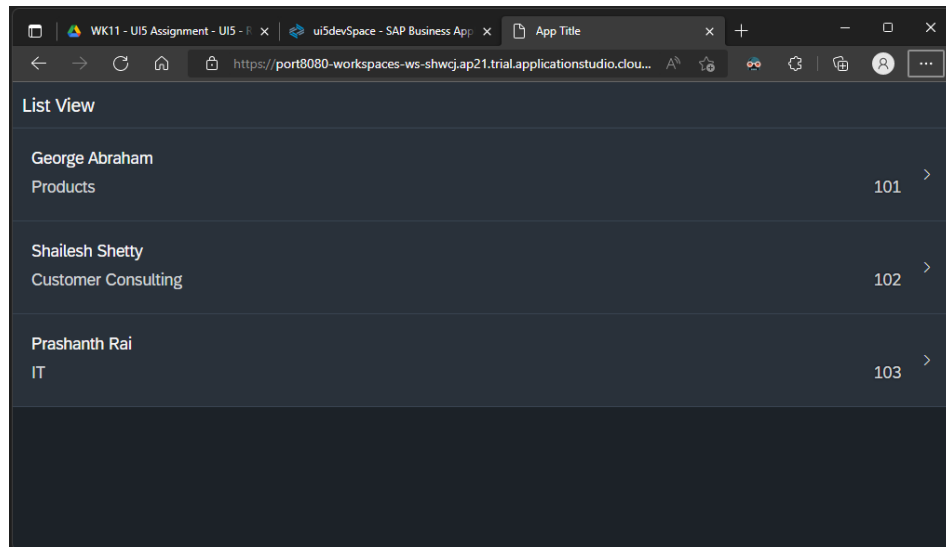 WK11 - UI5 Assignment - UI5 - R
ui5devSpace - SAP Business App
App Title
https://port8080-workspaces-ws-shwcj.ap21.trial.applicationstudio.clou...
List View
George Abraham
Products
101
Shailesh Shetty
Customer Consulting
102
Prashanth Rai
IT
103